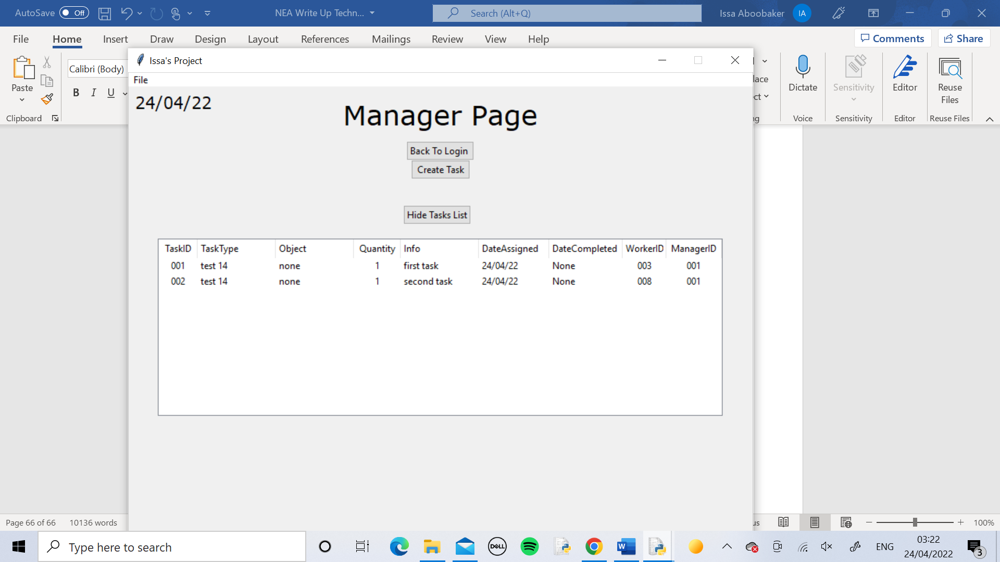 AutoSave Off NEA Write Up Techn... Search (Alt+Q) Issa Aboobaker IA
File Home Insert Draw Design Layout References Mailings Review View Help Comments Share
Paste
Clipboard
Calibri (Body)
B I U
Dictate
Voice
Sensitivity
Sensitivity
Editor
Editor
Reuse
Files
Reuse Files
Issa's Project
File
24/04/22
Manager Page
Back To Login
Create Task
Hide Tasks List
TaskID TaskType Object Quantity Info DateAssigned DateCompleted WorkerID ManagerID
001 test 14 none 1 first task 24/04/22 None 003 001
002 test 14 none 1 second task 24/04/22 None 008 001
Page 66 of 66 10136 words 100%
Type here to search
DELL
W
ENG
03:22
24/04/2022
3